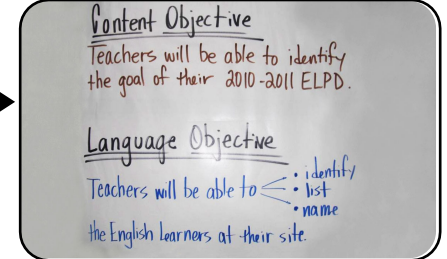 Content Objective
Teachers will be able to identify
the goal of their 2010-2011 ELPD.
Language Objective
• identify
Teachers will be able to • list
• name
the English Learners at their site.